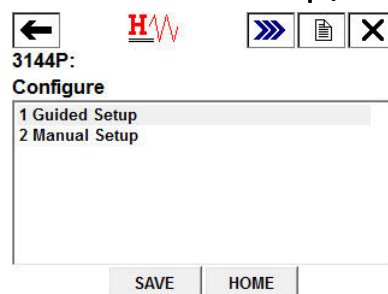 H
3144P:
Configure
1 Guided Setup
2 Manual Setup
SAVE HOME